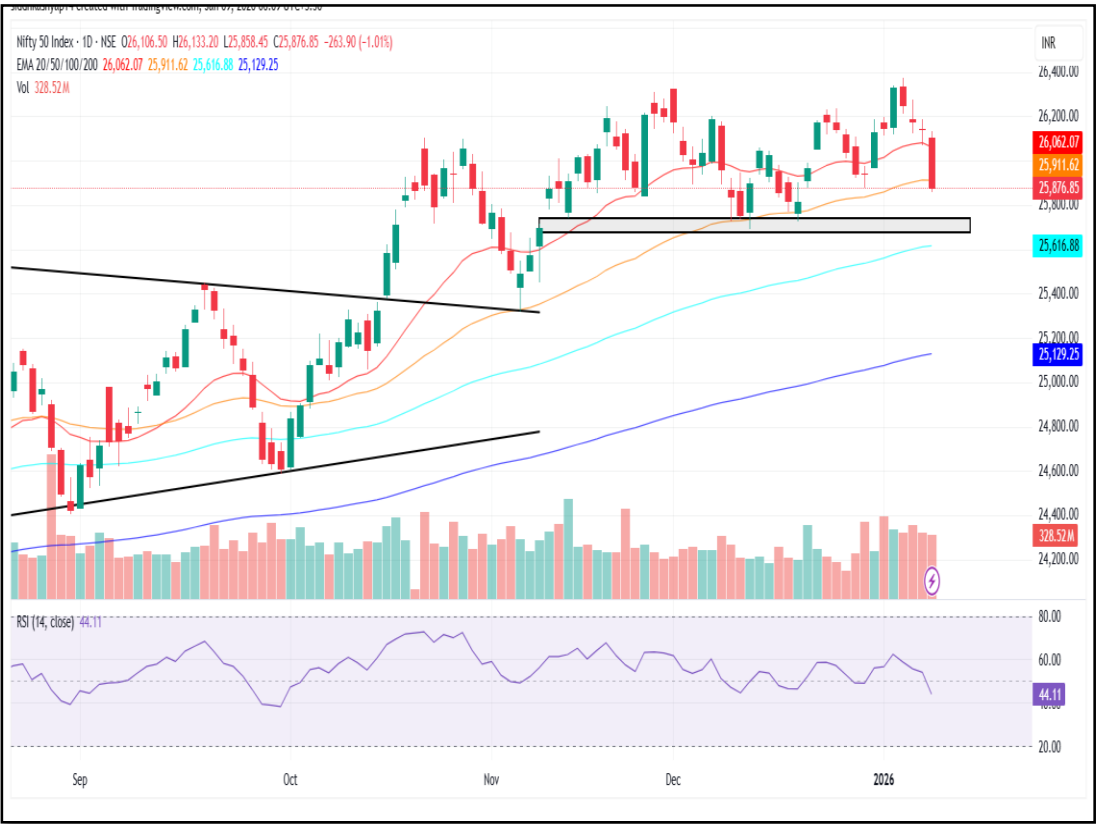 Nifty 50 Index · 1D · NSE O26,106.50 H26,133.20 L25,858.45 C25,876.85 −263.90 (−1.01%)
INR
EMA 20/50/100/200 26,062.07 25,911.62 25,616.88 25,129.25
Vol 328.52M
26,400.00
26,200.00
26,062.07
25,911.62
25,876.85
25,800.00
25,616.88
25,400.00
25,200.00
25,129.25
25,000.00
24,800.00
24,600.00
24,400.00
328.52M
24,200.00
RSI (14, close) 44.11
80.00
60.00
44.11
20.00
Sep Oct Nov Dec 2026